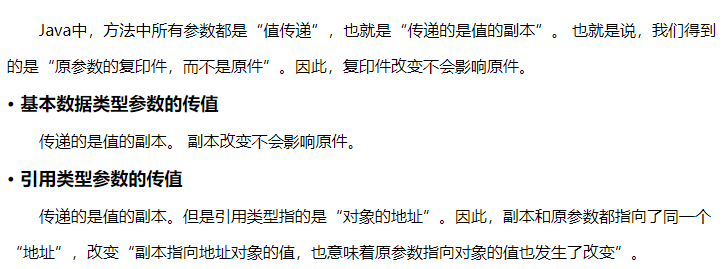 Java中，方法中所有参数都是“值传递”，也就是“传递的是值的副本”。 也就是说，我们得到
的是“原参数的复印件，而不是原件”。因此，复印件改变不会影响原件。
• 基本数据类型参数的传值
传递的是值的副本。 副本改变不会影响原件。
• 引用类型参数的传值
传递的是值的副本。但是引用类型指的是“对象的地址”。因此，副本和原参数都指向了同一个
“地址”，改变“副本指向地址对象的值，也意味着原参数指向对象的值也发生了改变”。